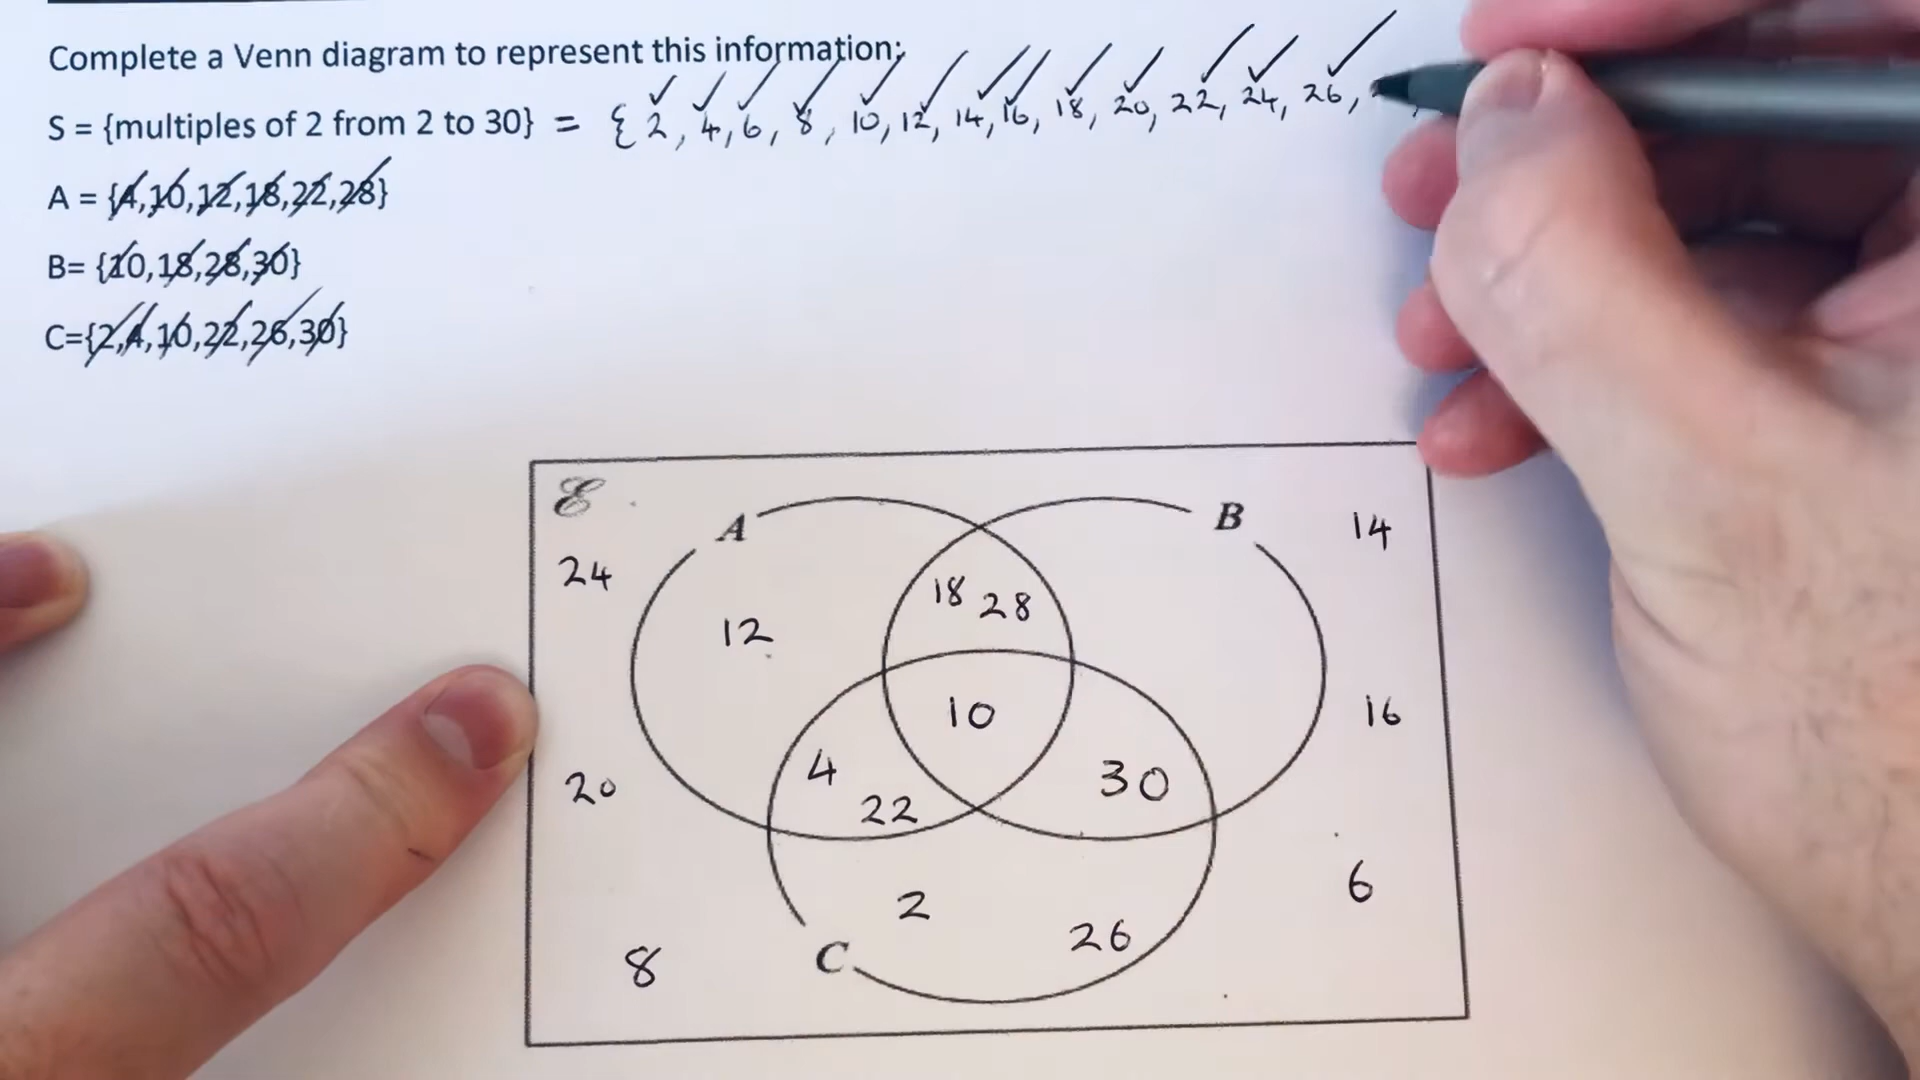 Complete a Venn diagram to represent this information;
S = {multiples of 2 from 2 to 30} = {2, 4, 6, 8, 10, 12, 14, 16, 18, 20, 22, 24, 26,
A = {4,10,12,18,22,28}
B= {10,18,28,30}
C={2,4,10,22,26,30}
ℰ
A
B
14
24
18 28
12
10
16
4
30
20
22
6
2
26
8
C